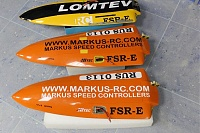 LOMTEV
RC FSR-E
RUS 0113
WWW.MARKUS-RC.COM
MARKUS SPEED CONTROLLERS
FSR-E
RUS 0113
WWW.MARKUS-RC.COM
MARKUS SPEED CONTROLLERS
FSR-E